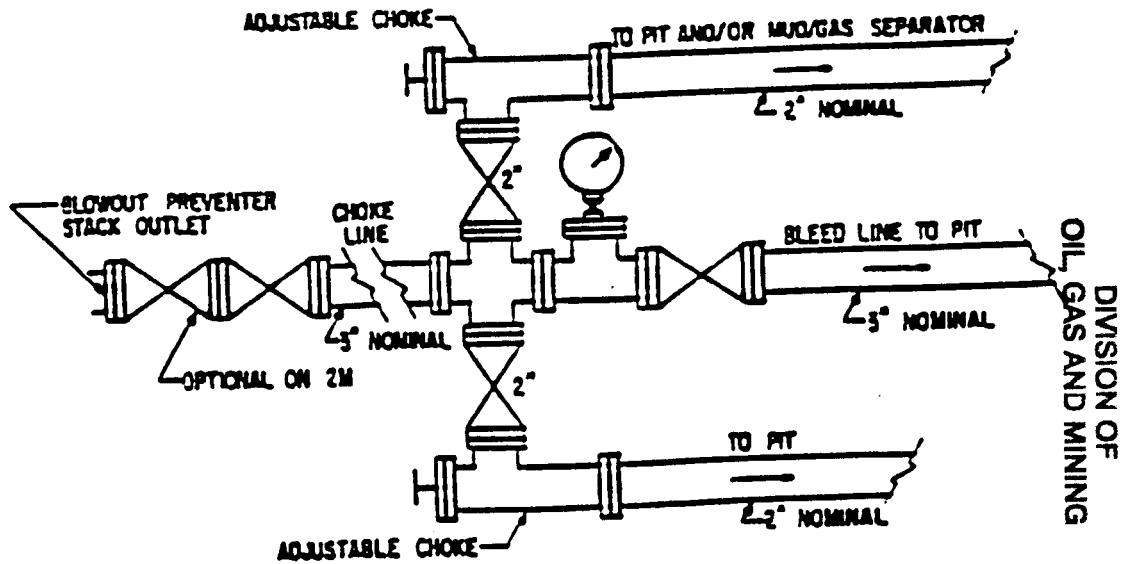 ADJUSTABLE CHOKE
TO PIT AND/OR MUD/GAS SEPARATOR
2" NOMINAL
2"
BLOWOUT PREVENTER
STACK OUTLET
CHOKE
LINE
BLEED LINE TO PIT
3" NOMINAL
3" NOMINAL
OPTIONAL ON 2M
2"
TO PIT
2" NOMINAL
ADJUSTABLE CHOKE
DIVISION OF
OIL, GAS AND MINING